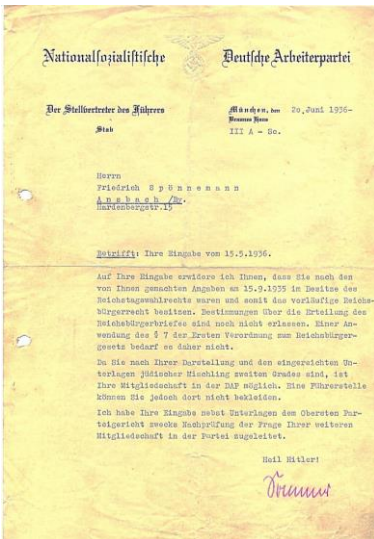 Nationalsozialistische Deutsche Arbeiterpartei
Der Stellvertreter des Führers
Stab
München, den 20. Juni 1936-
Braunes Haus
III A - So.
Herrn
Friedrich S p ö n n e m a n n
A n s b a c h /By.
Hardenbergstr.15
Betrifft: Ihre Eingabe vom 15.5.1936.
Auf Ihre Eingabe erwidere ich Ihnen, dass Sie nach den
von Ihnen gemachten Angaben am 15.9.1935 in Besitze des
Reichstagswahlrechts waren und somit das vorläufige Reichs-
bürgerrecht besitzen. Bestimmungen über die Erteilung des
Reichsbürgerbriefes sind noch nicht erlassen. Einer An-
wendung des § 7 der Ersten Verordnung zum Reichsbürger-
gesetz bedarf es daher nicht.
Da Sie nach Ihrer Darstellung und den eingereichten Un-
terlagen jüdischer Mischling zweiten Grades sind, ist
Ihre Mitgliedschaft in der DAF möglich. Eine Führerstelle
können Sie jedoch dort nicht bekleiden.
Ich habe Ihre Eingabe nebst Unterlagen dem Obersten Par-
teigericht zwecks Nachprüfung der Frage Ihrer weiteren
Mitgliedschaft in der Partei zugeleitet.
Heil Hitler!